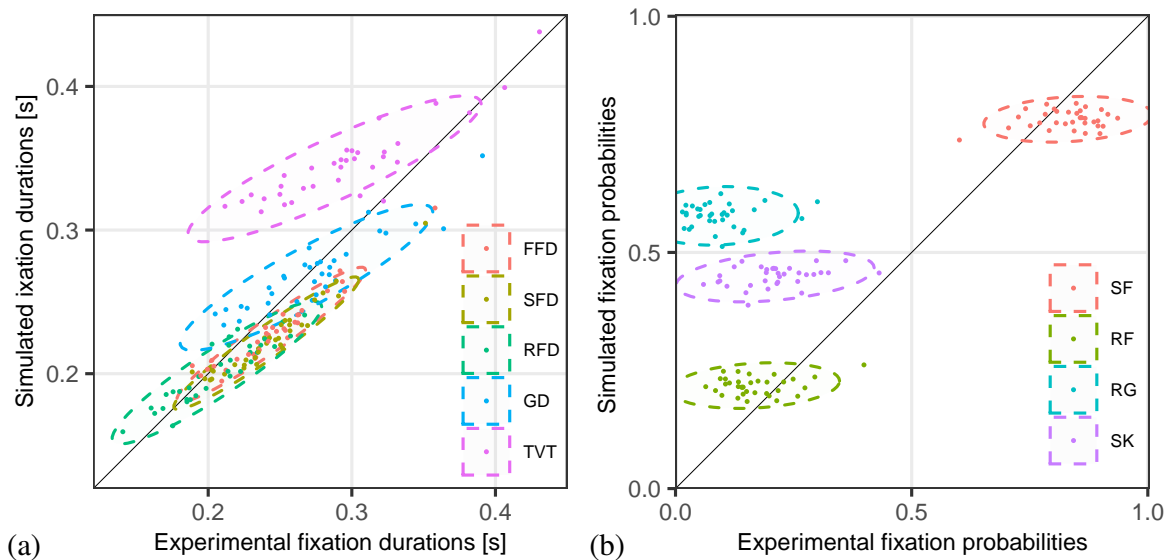 Simulated ixation durations [s]
0.4
0.3
0.2
FFD
SFD
RFD
GD
TVT
0.2 0.3 0.4
(a) Experimental fixation durations [s]
Simulated fixation probabilities
1.0
0.5
0.0
SF
RF
RG
SK
0.0 0.5 1.0
(b) Experimental fixation probabilities